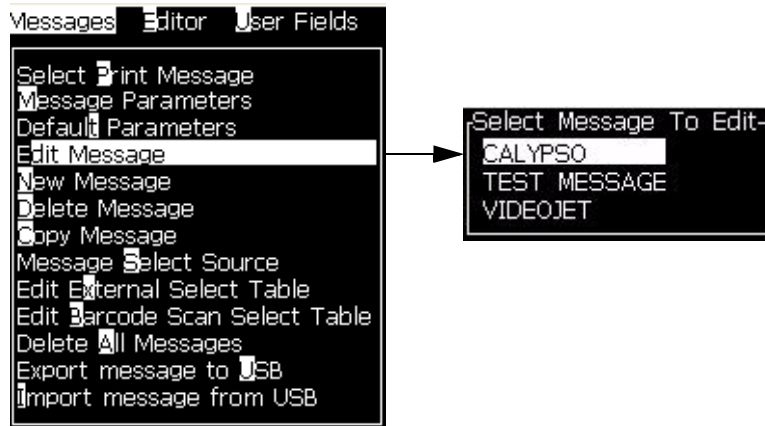 Messages Editor User Fields
Select Print Message
Message Parameters
Default Parameters
Edit Message
New Message
Delete Message
Copy Message
Message Select Source
Edit External Select Table
Edit Barcode Scan Select Table
Delete All Messages
Export message to USB
Import message from USB
Select Message To Edit
CALYPSO
TEST MESSAGE
VIDEOJET